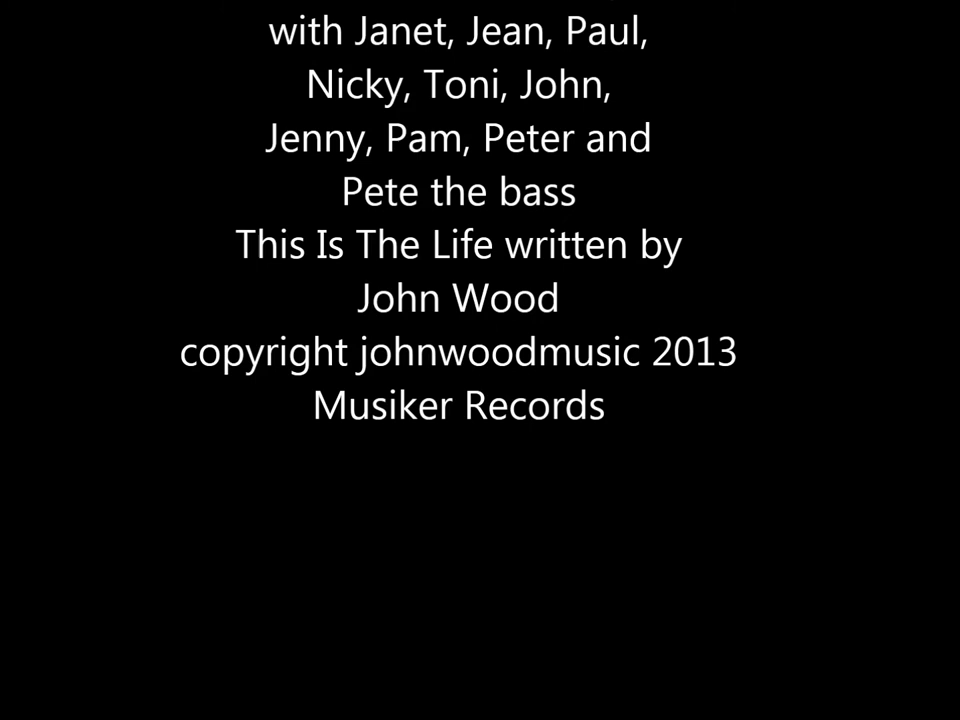 with Janet, Jean, Paul,
Nicky, Toni, John,
Jenny, Pam, Peter and
Pete the bass
This Is The Life written by
John Wood
copyright johnwoodmusic 2013
Musiker Records